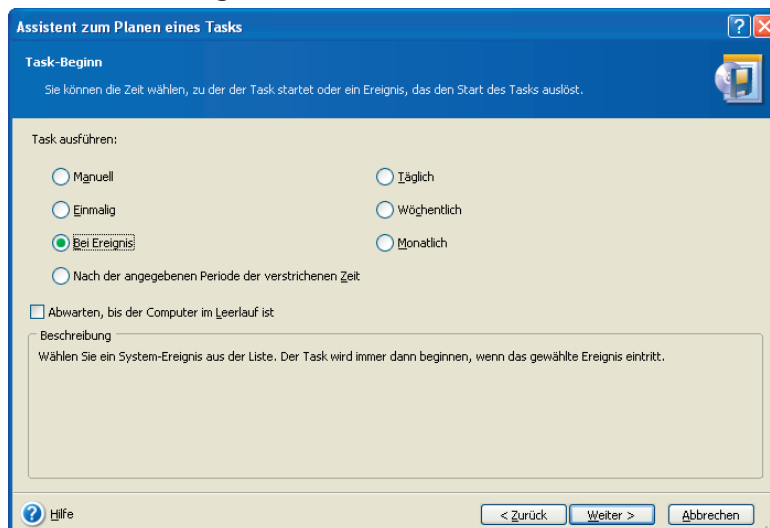 Assistent zum Planen eines Tasks
Task-Beginn
Sie können die Zeit wählen, zu der der Task startet oder ein Ereignis, das den Start des Tasks auslöst.
Task ausführen:
Manuell
Täglich
Einmalig
Wöchentlich
Bei Ereignis
Monatlich
Nach der angegebenen Periode der verstrichenen Zeit
Abwarten, bis der Computer im Leerlauf ist
Beschreibung
Wählen Sie ein System-Ereignis aus der Liste. Der Task wird immer dann beginnen, wenn das gewählte Ereignis eintritt.
Hilfe
< Zurück
Weiter >
Abbrechen